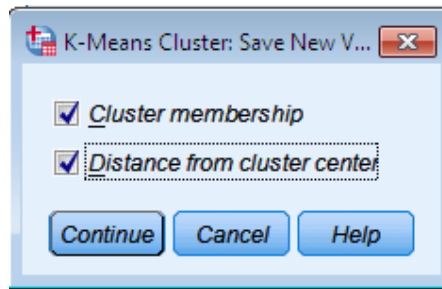 K-Means Cluster: Save New V...
Cluster membership
Distance from cluster center
Continue Cancel Help